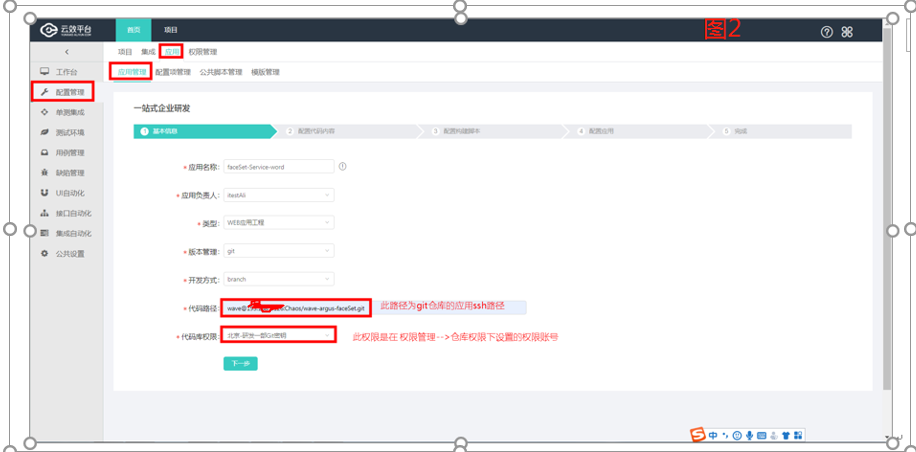 云效平台
首页 项目
图2
项目 集成 应用 权限管理
应用管理 配置项管理 公共脚本管理 模版管理
工作台
配置管理
单测集成
测试环境
用例管理
缺陷管理
UI自动化
接口自动化
集成自动化
公共设置
一站式企业研发
1 基本信息
2 配置代码内容
3 配置构建脚本
4 配置应用
5 完成
* 应用名称: faceSet-Service-word
* 应用负责人: itestAli
* 类型: WEB应用工程
* 版本管理: git
* 开发方式: branch
* 代码路径: wave@ Chaos/wave-argus-faceSet.git
此路径为git仓库的应用ssh路径
* 代码库权限: 北京-研发一部Git密钥
此权限是在 权限管理-->仓库权限下设置的权限账号
下一步
中